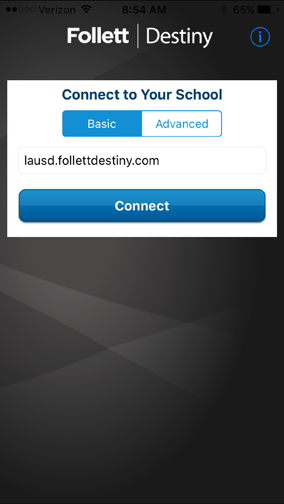 Verizon 8:54 AM 65%
Follett | Destiny
Connect to Your School
Basic Advanced
lausd.follettdestiny.com
Connect